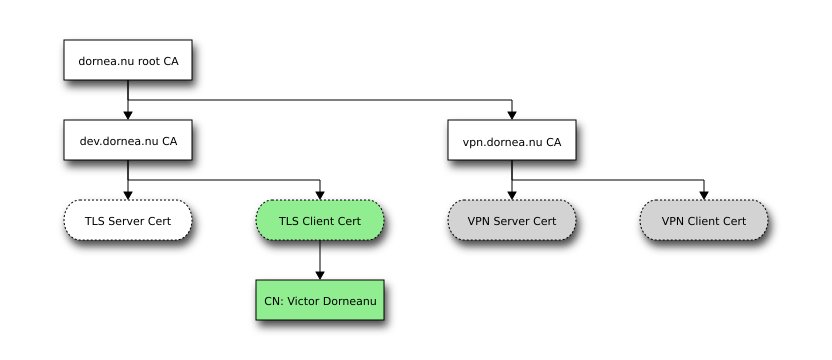 dornea.nu root CA
dev.dornea.nu CA
vpn.dornea.nu CA
TLS Server Cert
TLS Client Cert
VPN Server Cert
VPN Client Cert
CN: Victor Dorneanu